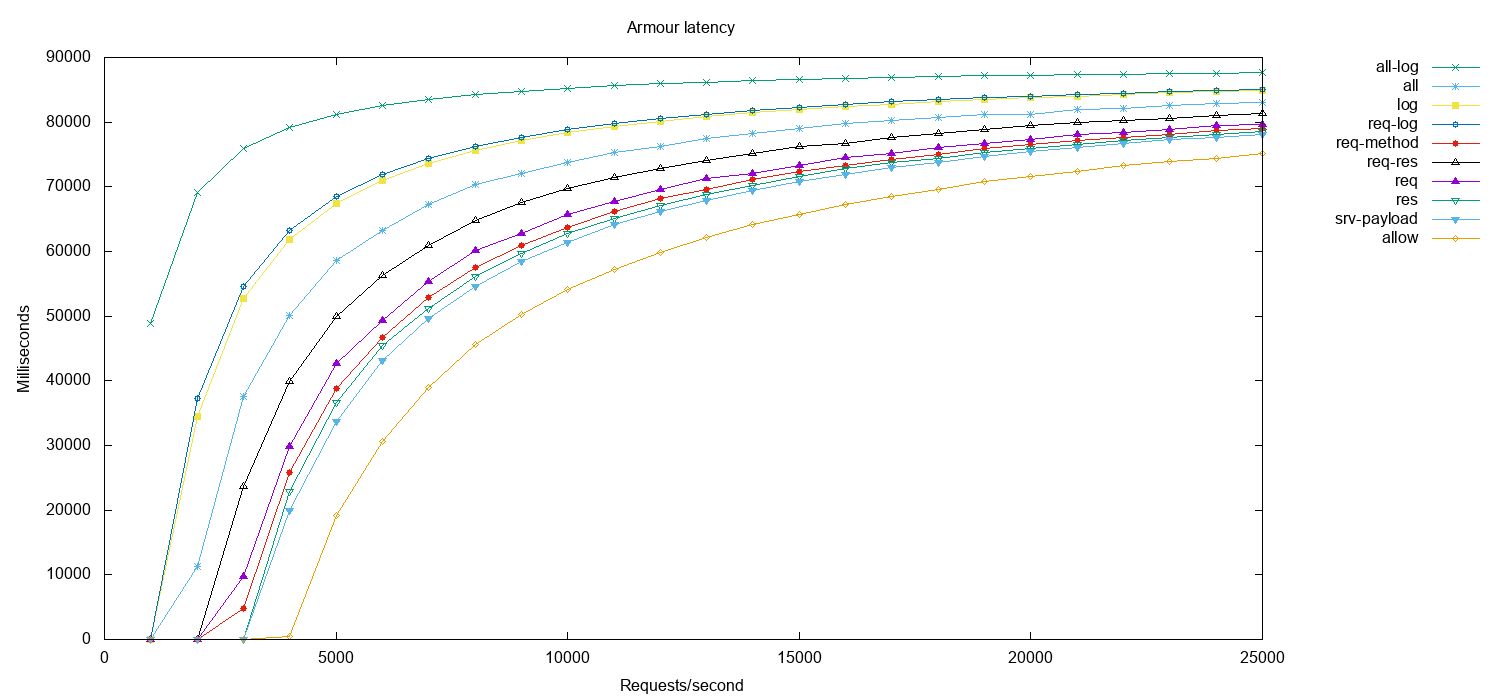 Armour latency
90000
80000
70000
60000
50000
40000
30000
20000
10000
0
Milliseconds
0 5000 10000 15000 20000 25000
Requests/second
all-log
all
log
req-log
req-method
req-res
req
res
srv-payload
allow